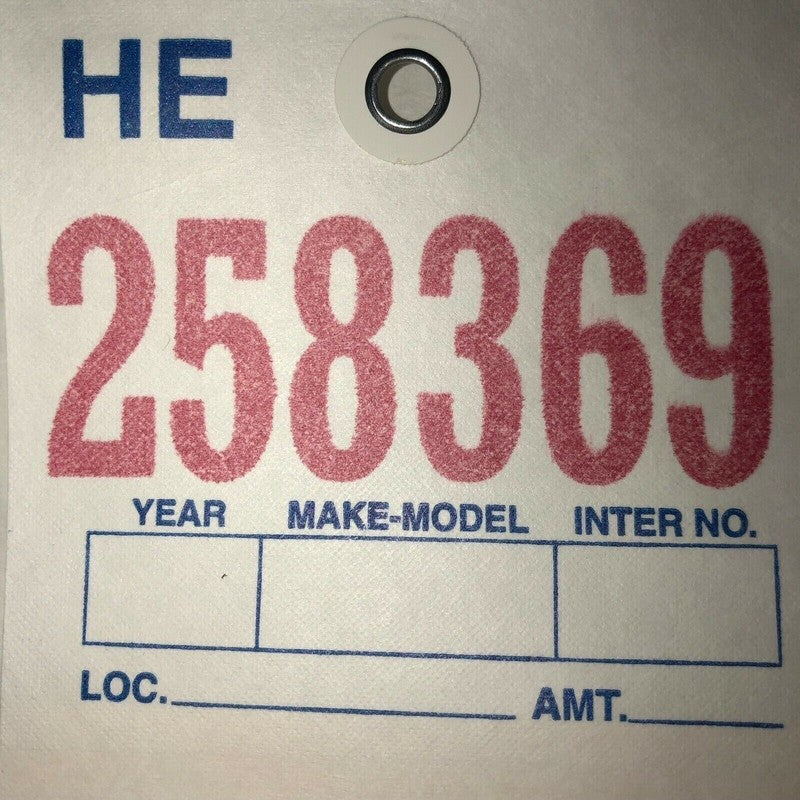 HE
258369
YEAR MAKE-MODEL INTER NO.
LOC. AMT.